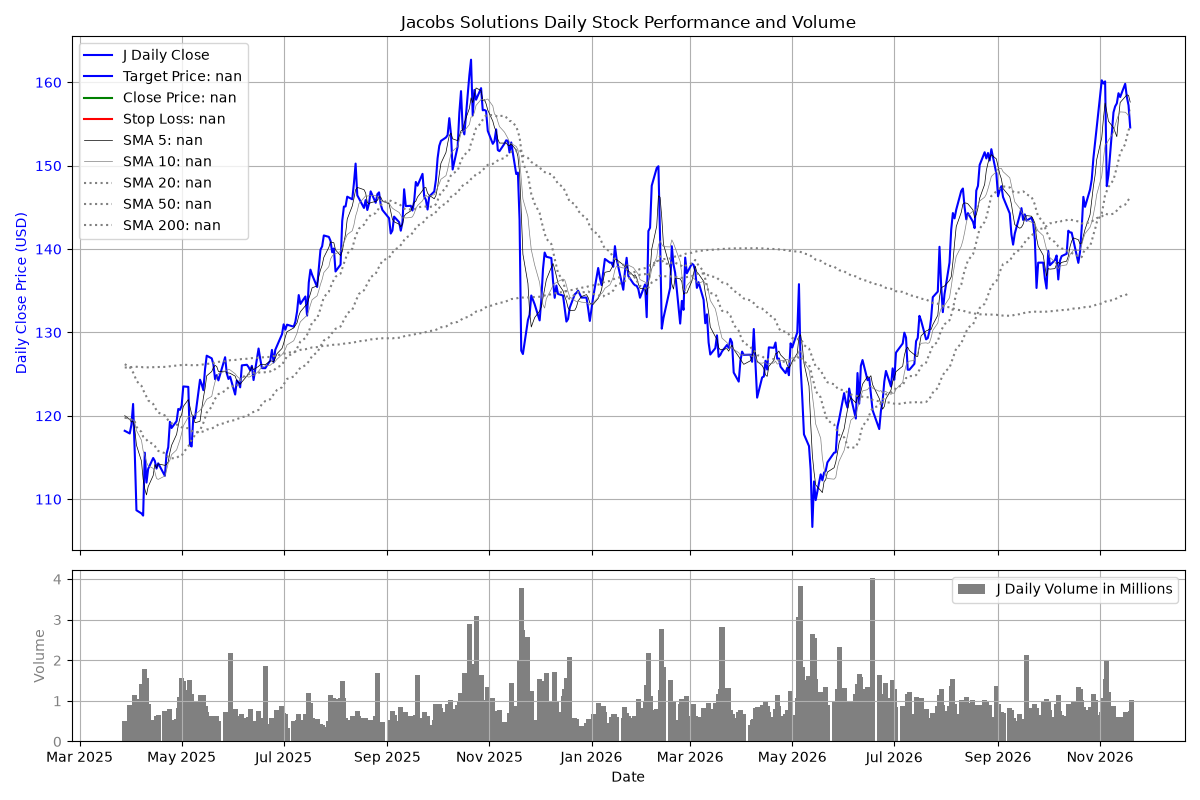 Jacobs Solutions Daily Stock Performance and Volume
J Daily Close
Target Price: nan
Close Price: nan
Stop Loss: nan
SMA 5: nan
SMA 10: nan
SMA 20: nan
SMA 50: nan
SMA 200: nan
160
150
140
130
120
110
Daily Close Price (USD)
J Daily Volume in Millions
4
3
2
1
0
Volume
Mar 2025 May 2025 Jul 2025 Sep 2025 Nov 2025 Jan 2026 Mar 2026 May 2026 Jul 2026 Sep 2026 Nov 2026
Date